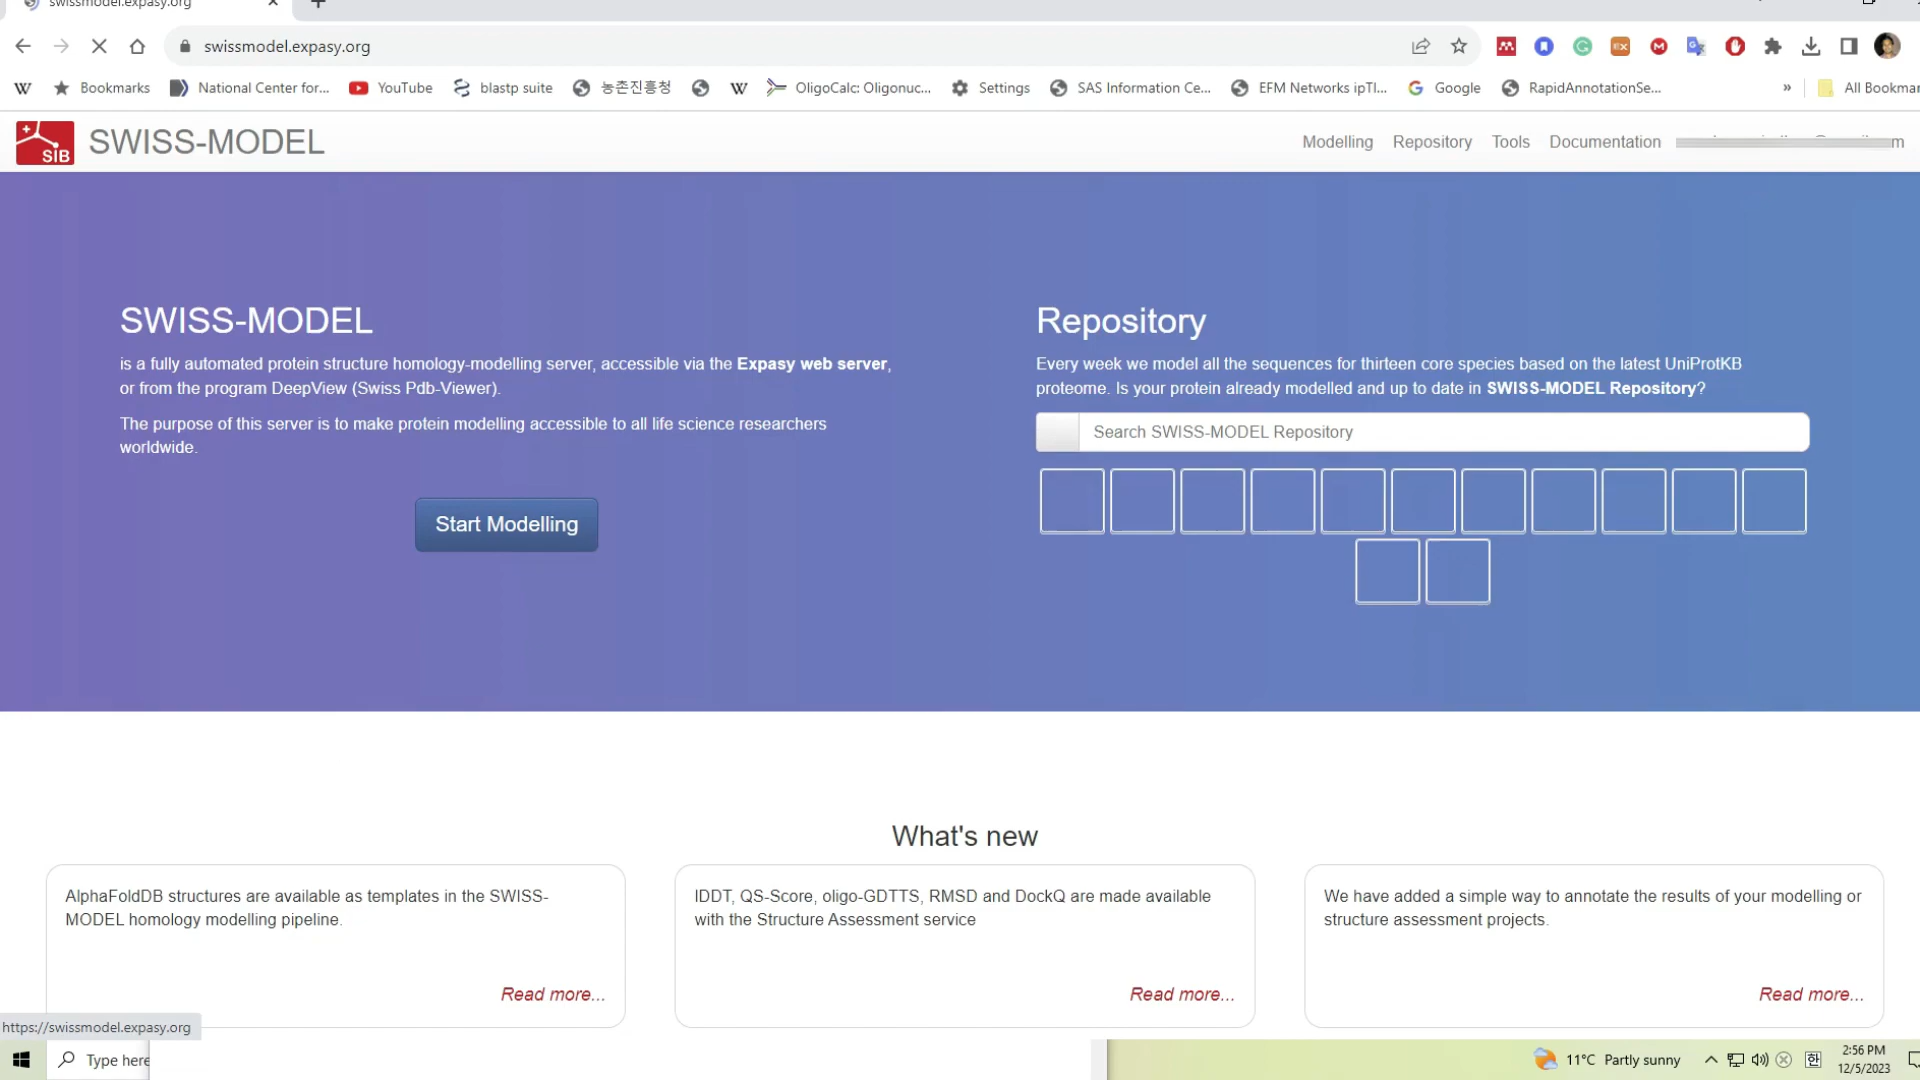 swissmodel.expasy.org
swissmodel.expasy.org
Bookmarks National Center for... YouTube blastp suite 농촌진흥청 W OligoCalc: Oligonuc... Settings SAS Information Ce... EFM Networks ipTI... Google RapidAnnotationSe... » All Bookmar
SIB SWISS-MODEL
Modelling Repository Tools Documentation
SWISS-MODEL
is a fully automated protein structure homology-modelling server, accessible via the Expasy web server,
or from the program DeepView (Swiss Pdb-Viewer).
The purpose of this server is to make protein modelling accessible to all life science researchers
worldwide.
Start Modelling
Repository
Every week we model all the sequences for thirteen core species based on the latest UniProtKB
proteome. Is your protein already modelled and up to date in SWISS-MODEL Repository?
Search SWISS-MODEL Repository
What's new
AlphaFoldDB structures are available as templates in the SWISS-
MODEL homology modelling pipeline.
Read more...
lDDT, QS-Score, oligo-GDTTS, RMSD and DockQ are made available
with the Structure Assessment service
Read more...
We have added a simple way to annotate the results of your modelling or
structure assessment projects.
Read more...
https://swissmodel.expasy.org
Type here
11°C Partly sunny
한
2:56 PM
12/5/2023